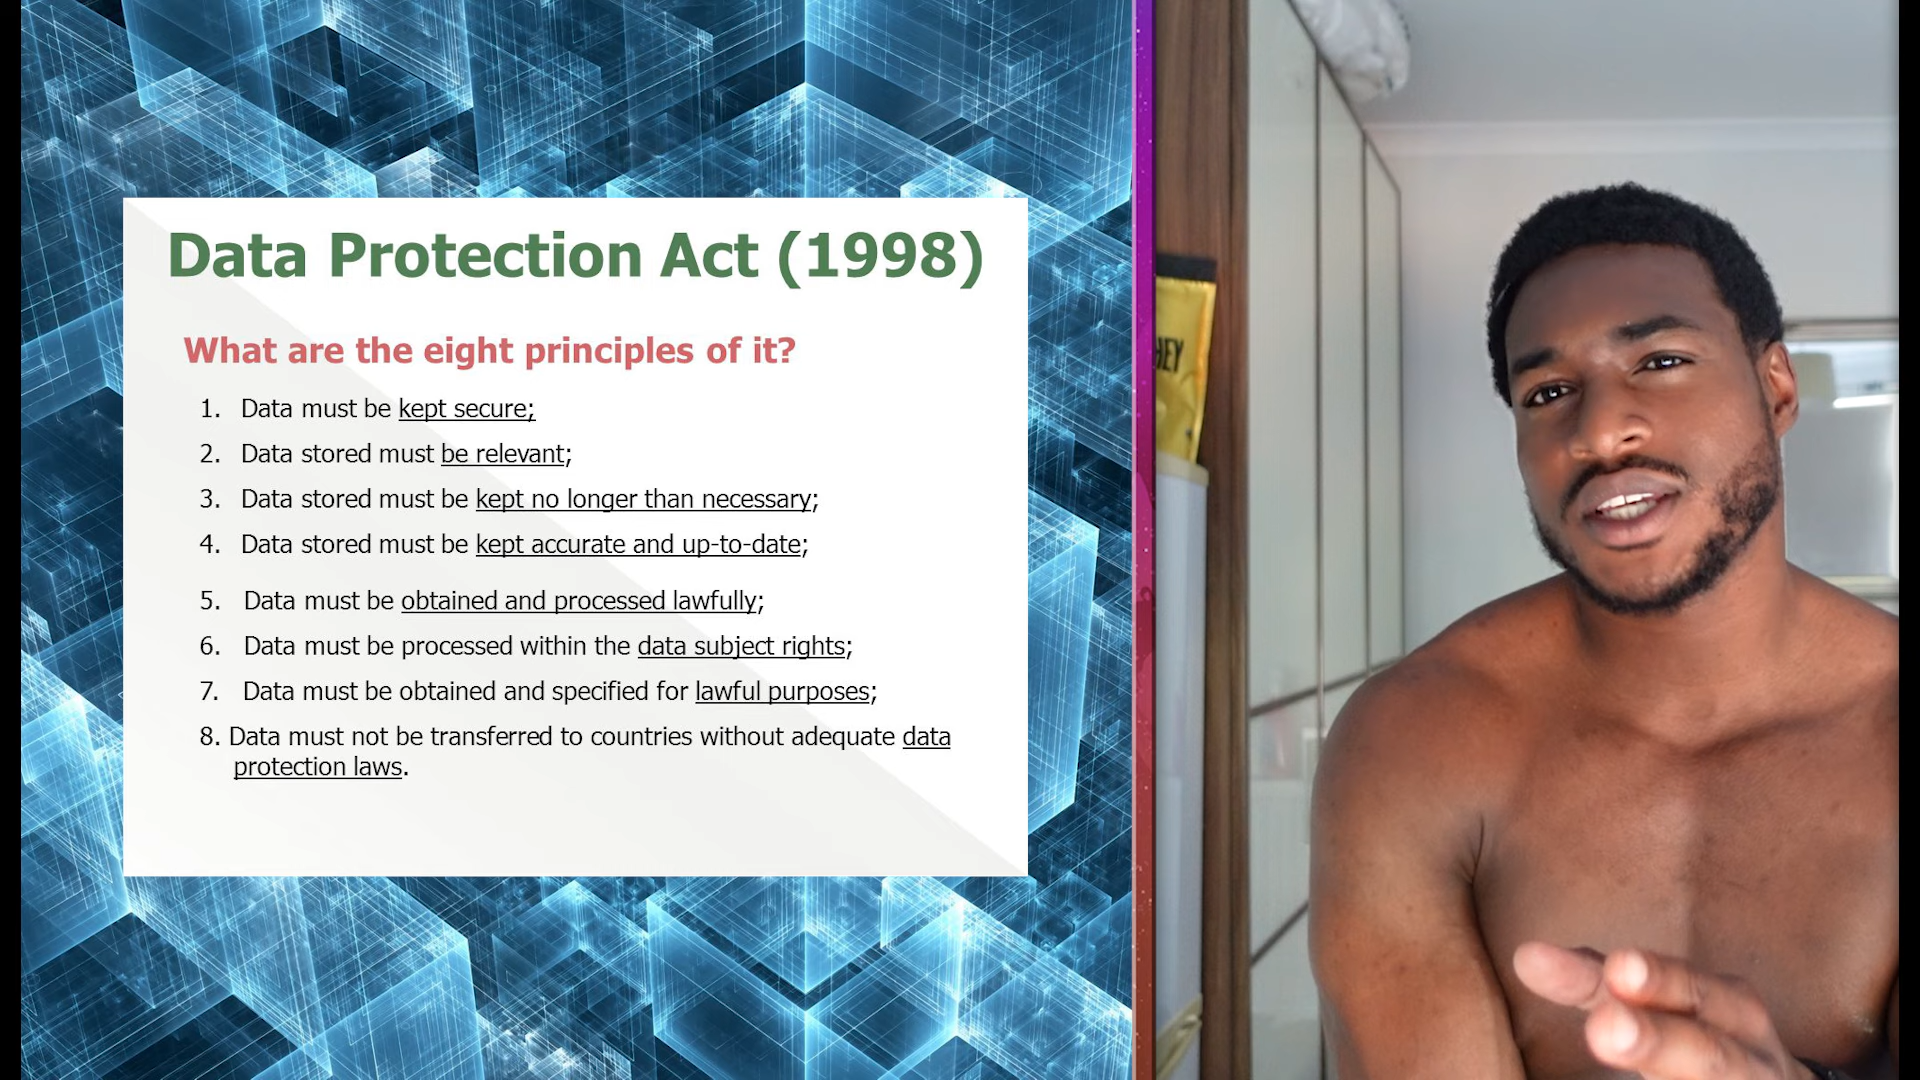 Data Protection Act (1998)
What are the eight principles of it?
1. Data must be kept secure;
2. Data stored must be relevant;
3. Data stored must be kept no longer than necessary;
4. Data stored must be kept accurate and up-to-date;
5. Data must be obtained and processed lawfully;
6. Data must be processed within the data subject rights;
7. Data must be obtained and specified for lawful purposes;
8. Data must not be transferred to countries without adequate data
protection laws.